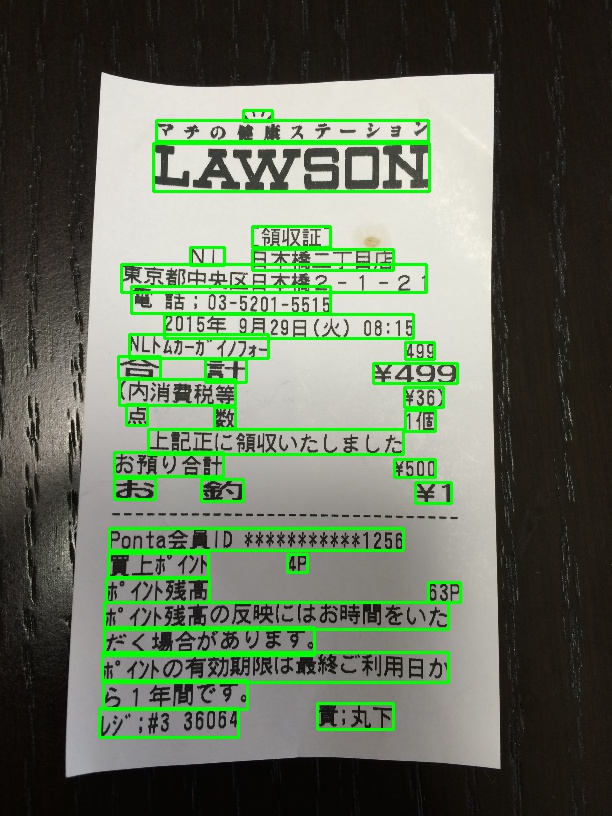 マチの健康ステーション
LAWSON
領収証
NL 日本橋二丁目店
東京都中央区日本橋2-1-21
電 話;03-5201-5515
2015年 9月29日(火) 08:15
NLトムカーガイノフォー 499
合 計 ¥499
(内消費税等 ¥36)
点 数 1個
上記正に領収いたしました
お預り合計 ¥500
お 釣 ¥1
Ponta会員ID ***********1256
買上ポイント 4P
ポイント残高 63P
ポイント残高の反映にはお時間をいた
だく場合があります。
ポイントの有効期限は最終ご利用日か
ら1年間です。
レジ;#3 36064 責;丸下